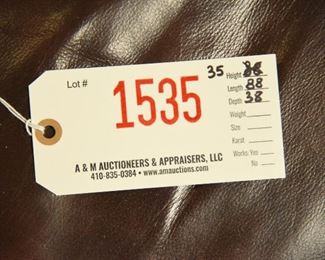 Lot #
1535
35 Height
Length 88
Depth 38
Weight
Size
Karat
Works: Yes
No
A & M AUCTIONEERS & APPRAISERS, LLC
410-835-0384 • www.amauctions.com